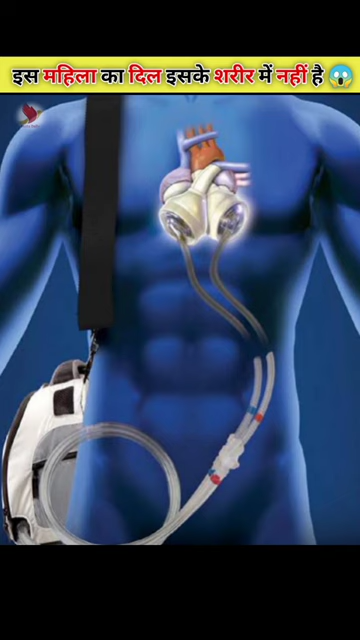 इस महिला का दिल इसके शरीर में नहीं है 😱